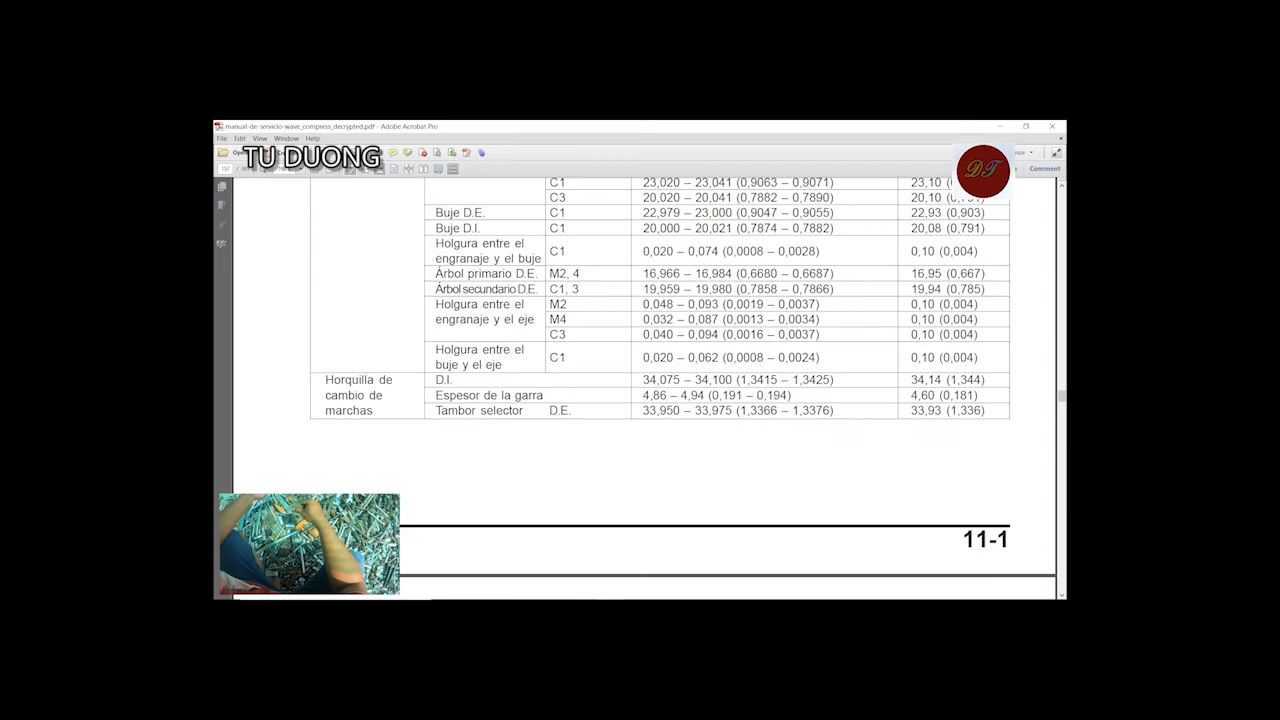 manual-de-servicio-wave_compress_decrypted.pdf - Adobe Acrobat Pro
File Edit View Window Help
TU DUONG
DT
Comment
C1 23,020 – 23,041 (0,9063 – 0,9071) 23,10
C3 20,020 – 20,041 (0,7882 – 0,7890) 20,10
Buje D.E. C1 22,979 – 23,000 (0,9047 – 0,9055) 22,93 (0,903)
Buje D.I. C1 20,000 – 20,021 (0,7874 – 0,7882) 20,08 (0,791)
Holgura entre el
engranaje y el buje C1 0,020 – 0,074 (0,0008 – 0,0028) 0,10 (0,004)
Árbol primario D.E. M2, 4 16,966 – 16,984 (0,6680 – 0,6687) 16,95 (0,667)
Árbol secundario D.E. C1, 3 19,959 – 19,980 (0,7858 – 0,7866) 19,94 (0,785)
Holgura entre el M2 0,048 – 0,093 (0,0019 – 0,0037) 0,10 (0,004)
engranaje y el eje M4 0,032 – 0,087 (0,0013 – 0,0034) 0,10 (0,004)
C3 0,040 – 0,094 (0,0016 – 0,0037) 0,10 (0,004)
Holgura entre el
buje y el eje C1 0,020 – 0,062 (0,0008 – 0,0024) 0,10 (0,004)
Horquilla de D.I. 34,075 – 34,100 (1,3415 – 1,3425) 34,14 (1,344)
cambio de Espesor de la garra 4,86 – 4,94 (0,191 – 0,194) 4,60 (0,181)
marchas Tambor selector D.E. 33,950 – 33,975 (1,3366 – 1,3376) 33,93 (1,336)
11-1